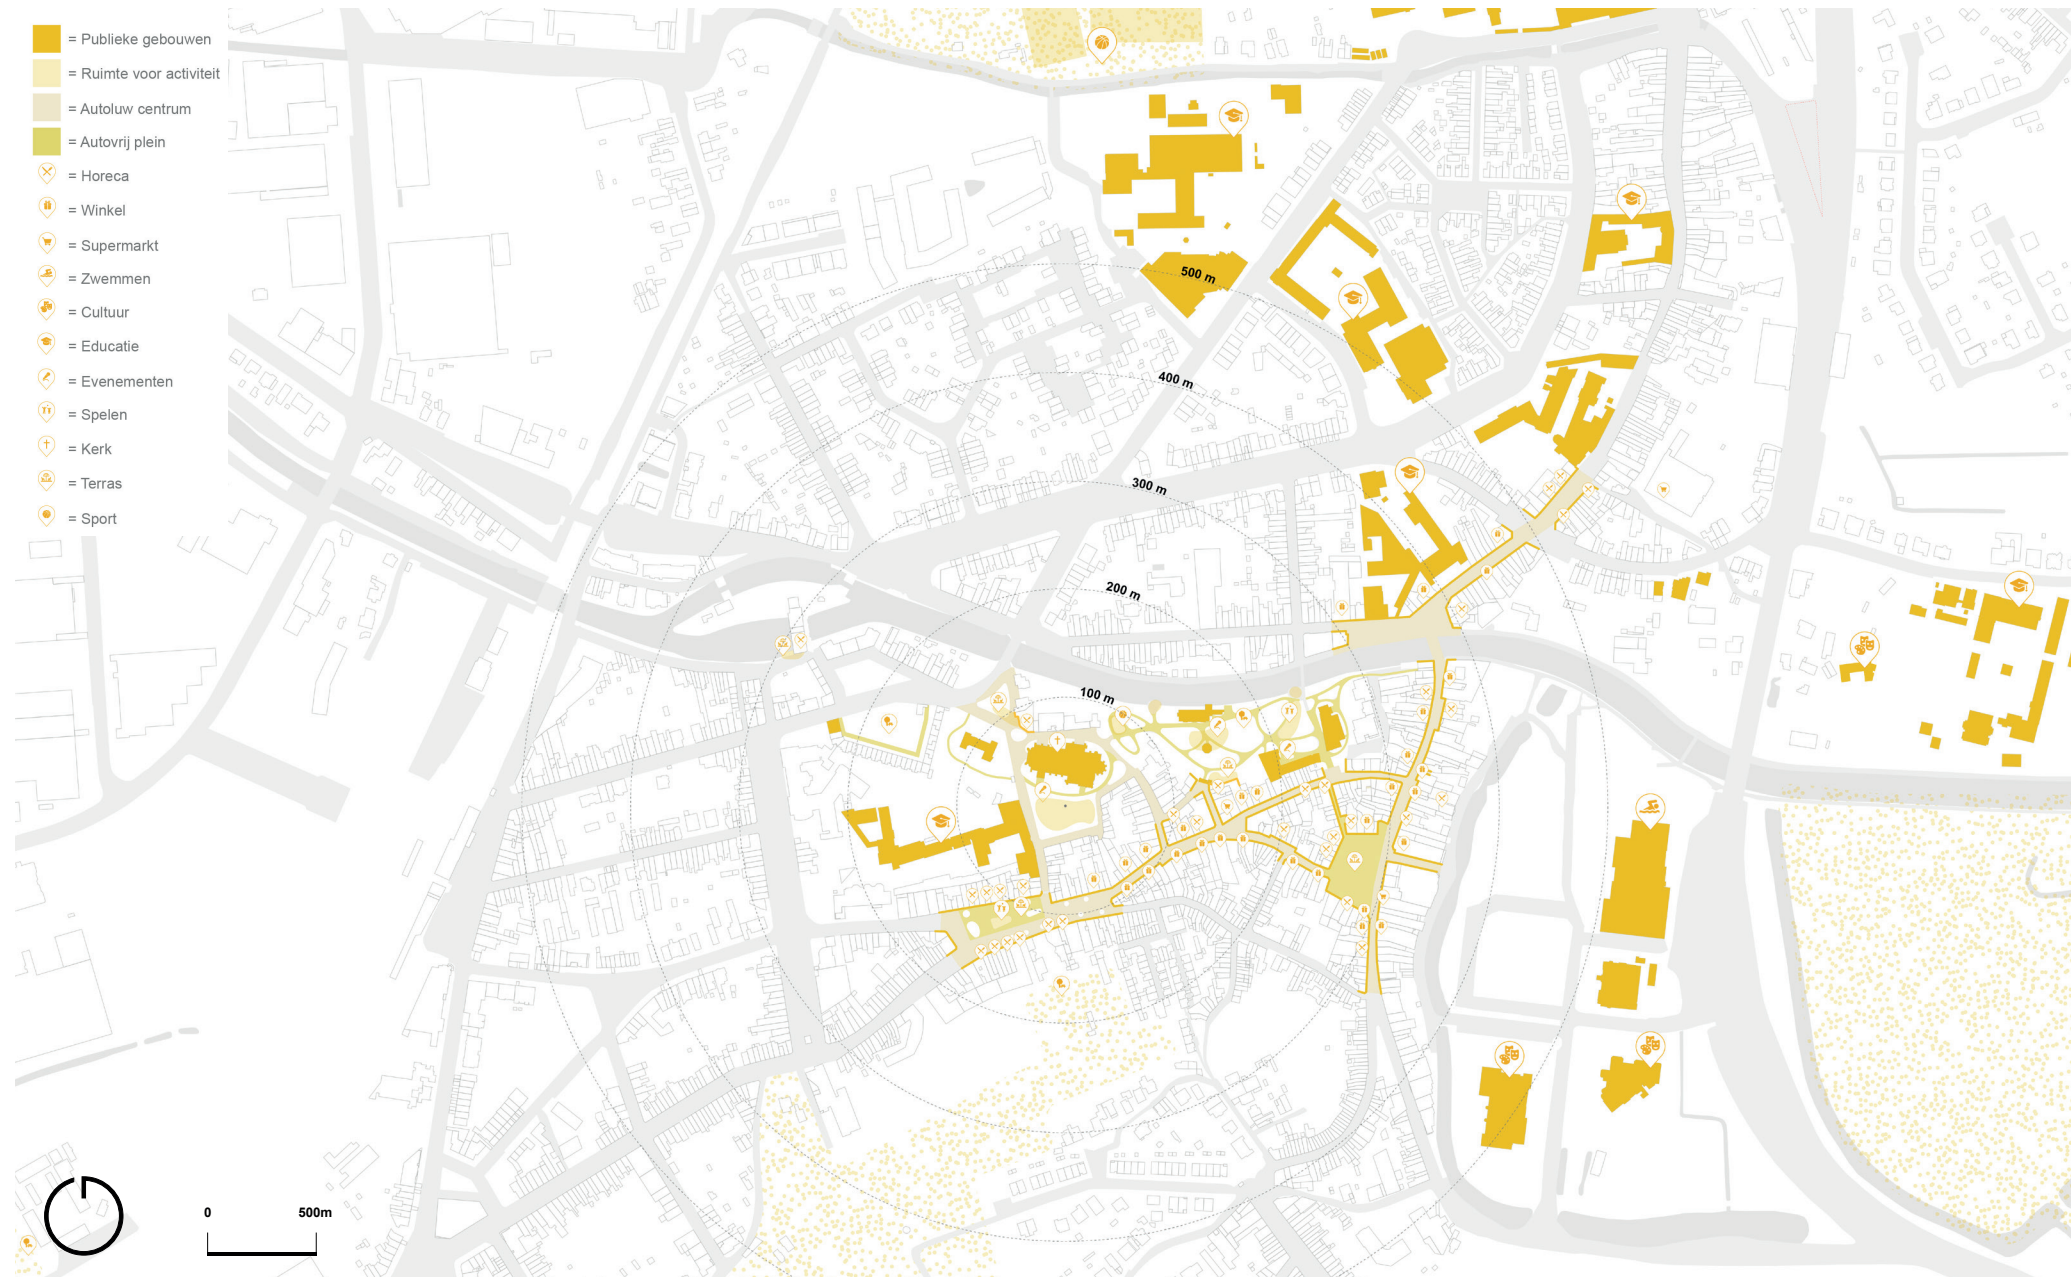 = Publieke gebouwen
= Ruimte voor activiteit
= Autoluw centrum
= Autovrij plein
= Horeca
= Winkel
= Supermarkt
= Zwemmen
= Cultuur
= Educatie
= Evenementen
= Spelen
= Kerk
= Terras
= Sport
500 m
400 m
300 m
200 m
100 m
0 500m